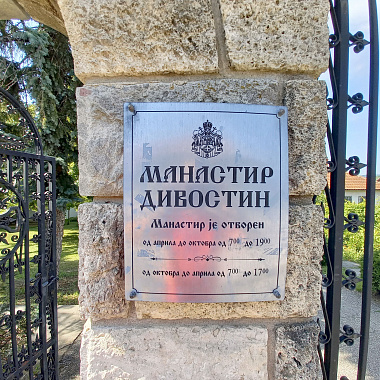 МАНАСТИР
ДИВОСТИН
Манастир је отворен
од априла до октобра од 7⁰⁰ до 19⁰⁰
од октобра до априла од 7⁰⁰ до 17⁰⁰